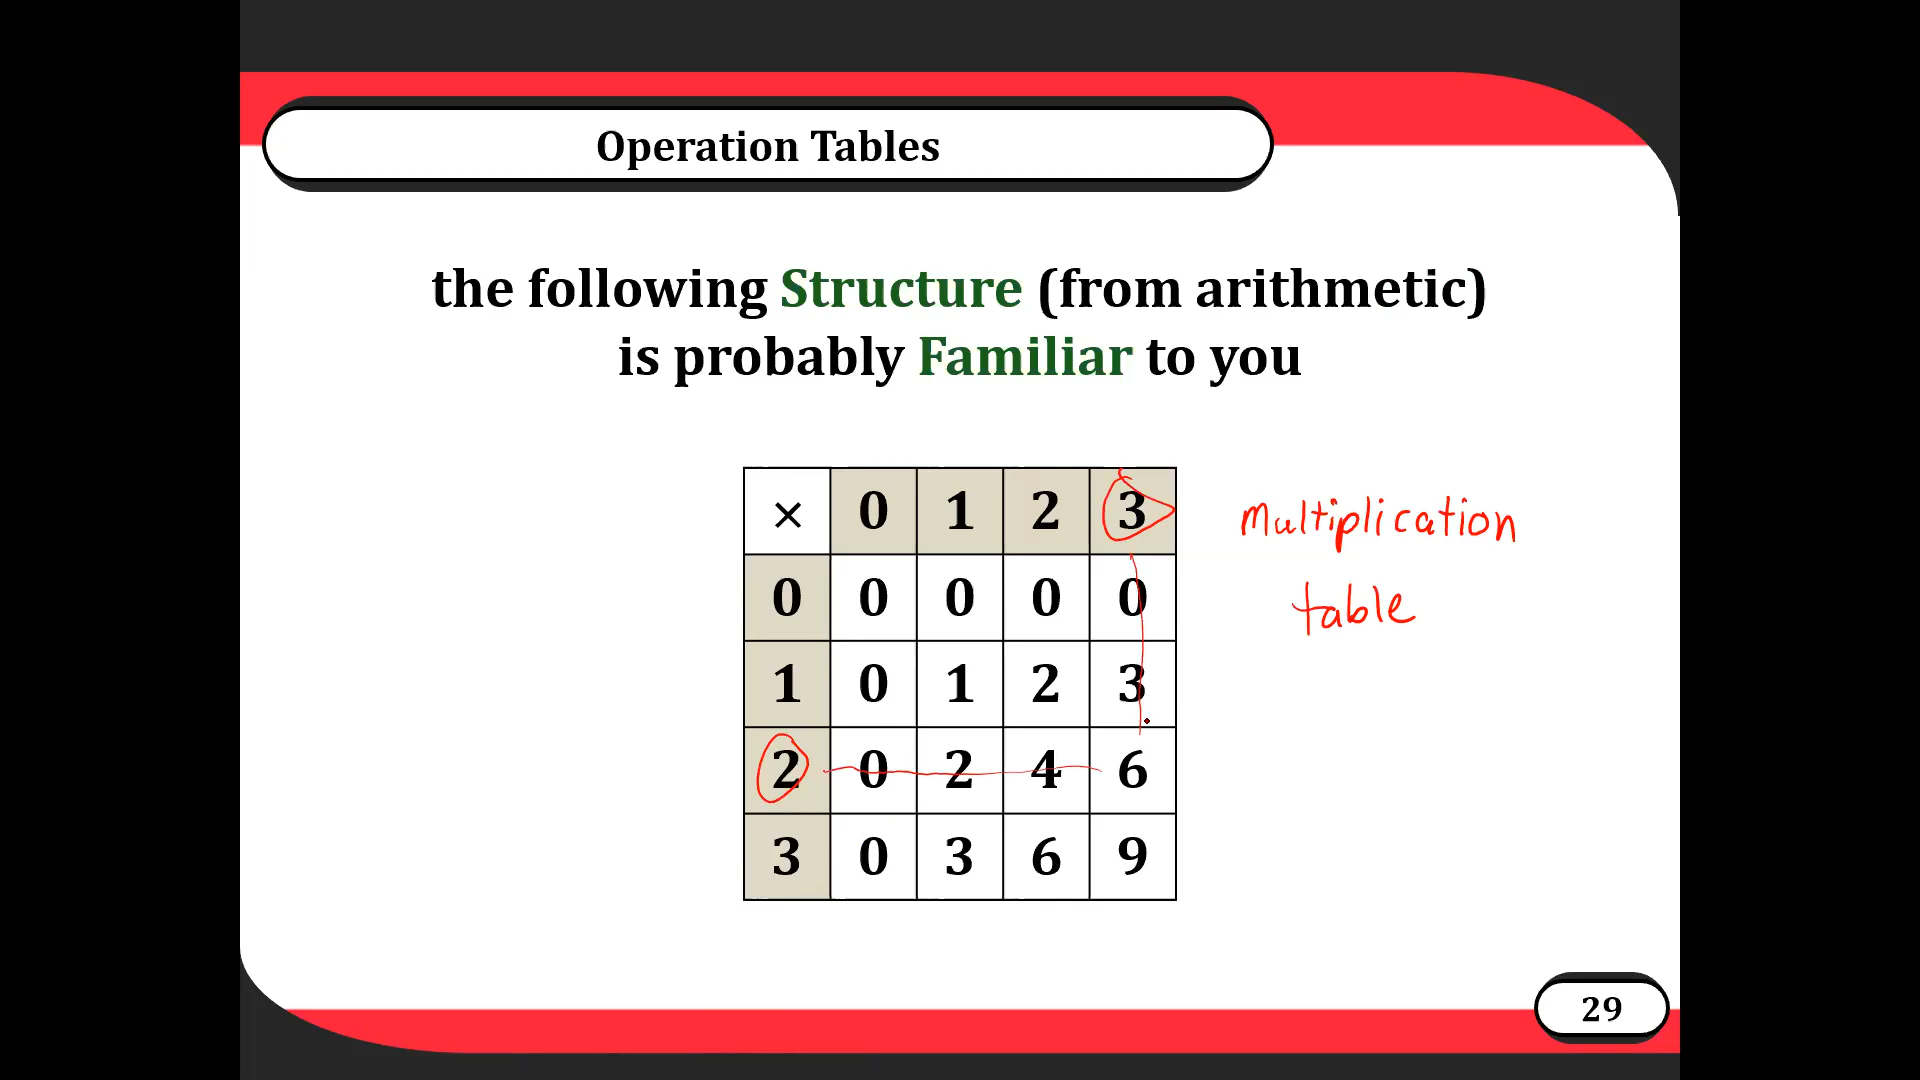 Operation Tables
the following Structure (from arithmetic)
is probably Familiar to you
× 0 1 2 3
0 0 0 0 0
1 0 1 2 3
2 0 2 4 6
3 0 3 6 9
multiplication
table
29